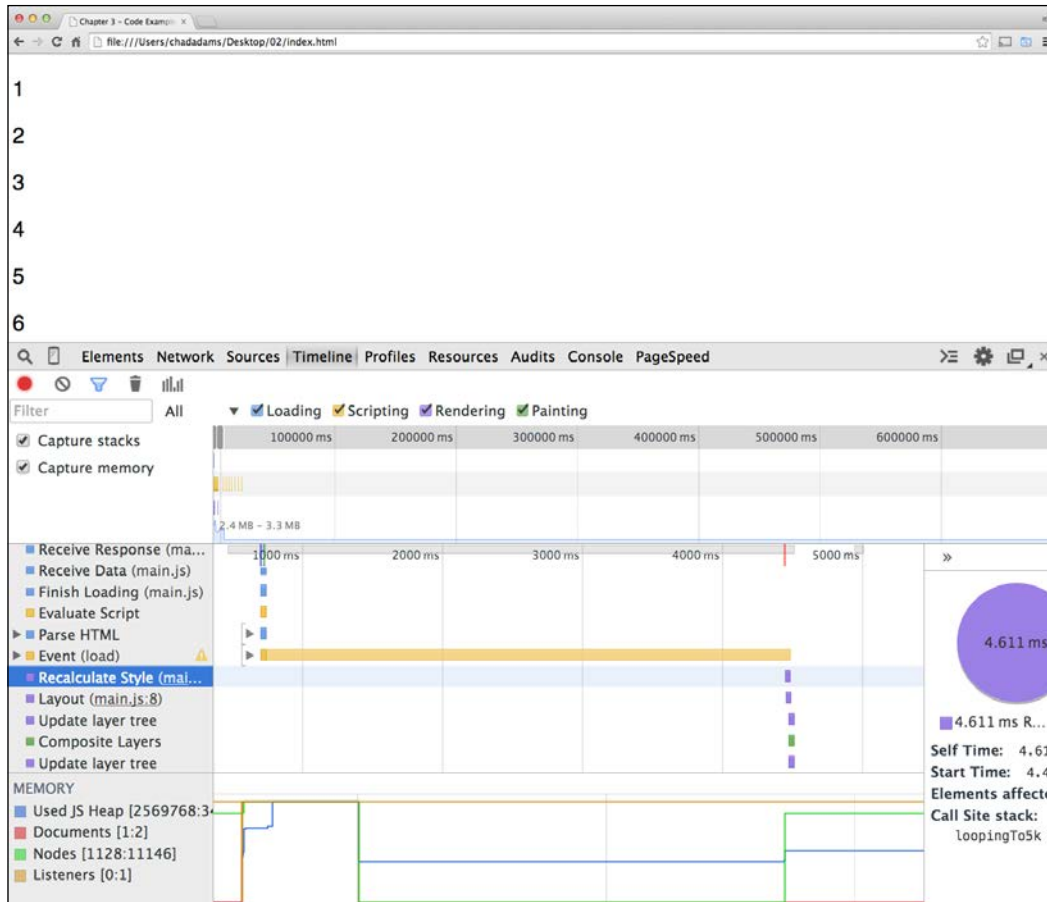 Chapter 3 – Code Exampl
file:///Users/chadadams/Desktop/02/index.html
1
2
3
4
5
6
Elements Network Sources Timeline Profiles Resources Audits Console PageSpeed
Filter All Loading Scripting Rendering Painting
Capture stacks
Capture memory
100000 ms 200000 ms 300000 ms 400000 ms 500000 ms 600000 ms
2.4 MB – 3.3 MB
1000 ms 2000 ms 3000 ms 4000 ms 5000 ms
Receive Response (ma...
Receive Data (main.js)
Finish Loading (main.js)
Evaluate Script
Parse HTML
Event (load)
Recalculate Style (mai...
Layout (main.js:8)
Update layer tree
Composite Layers
Update layer tree
4.611 ms
4.611 ms R...
Self Time: 4.61
Start Time: 4.4
Elements affecte
Call Site stack:
loopingTo5k
MEMORY
Used JS Heap [2569768:3
Documents [1:2]
Nodes [1128:11146]
Listeners [0:1]